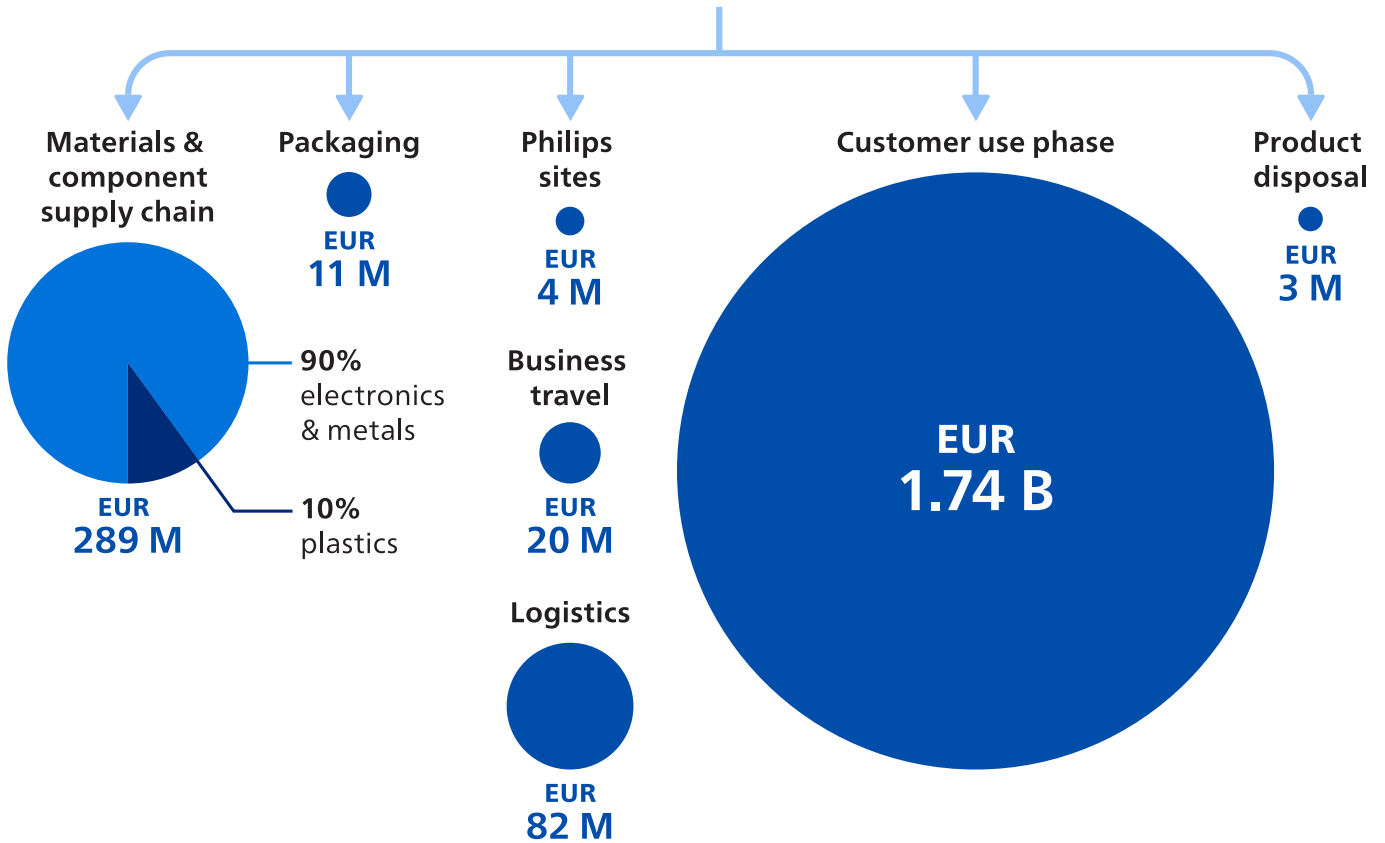 Materials &
component
supply chain
EUR
289 M
90%
electronics
& metals
10%
plastics
Packaging
EUR
11 M
Philips
sites
EUR
4 M
Business
travel
EUR
20 M
Logistics
EUR
82 M
Customer use phase
EUR
1.74 B
Product
disposal
EUR
3 M